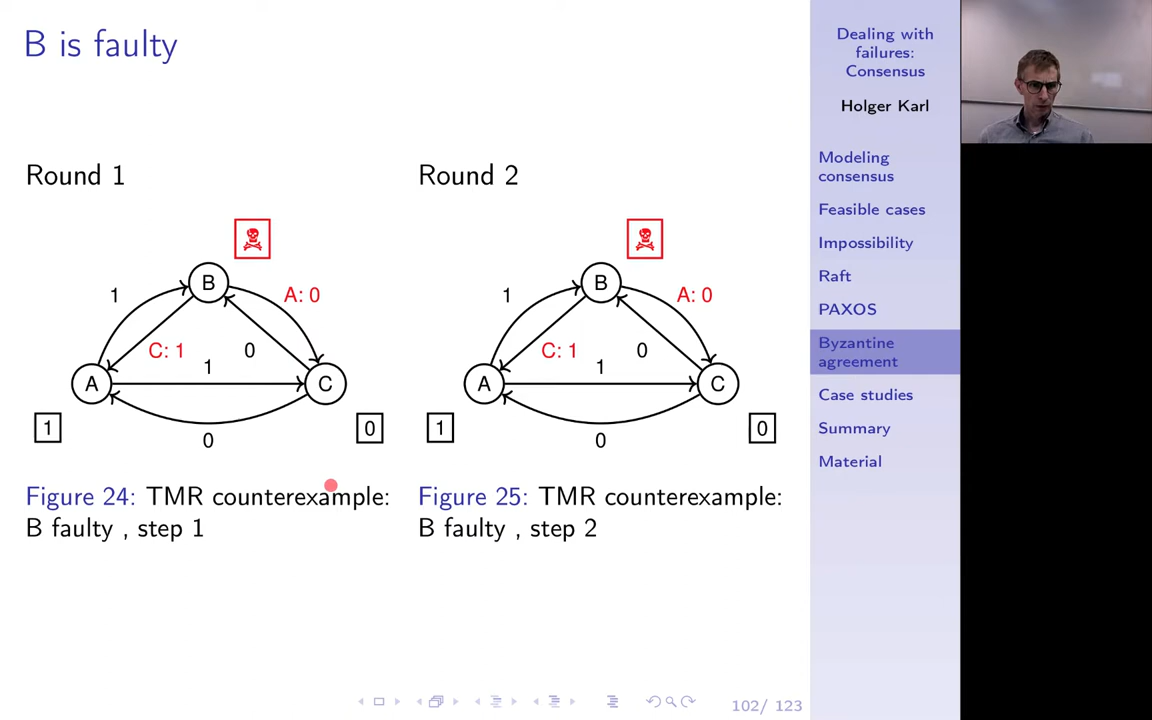 B is faulty
Round 1
1
B
A: 0
C: 1
0
1
A
C
1
0
0
Figure 24: TMR counterexample:
B faulty , step 1
Round 2
1
B
A: 0
C: 1
0
1
A
C
1
0
0
Figure 25: TMR counterexample:
B faulty , step 2
102/ 123
Dealing with
failures:
Consensus
Holger Karl
Modeling
consensus
Feasible cases
Impossibility
Raft
PAXOS
Byzantine
agreement
Case studies
Summary
Material